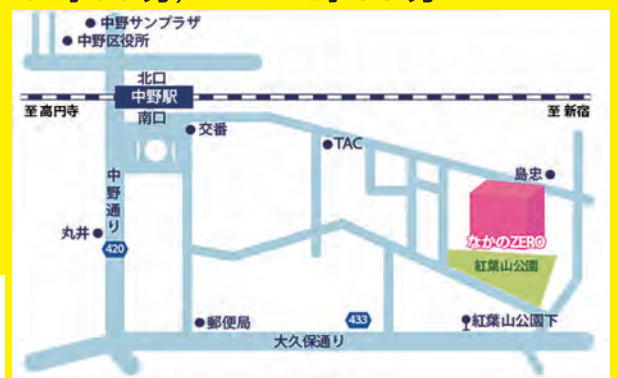 中野サンプラザ
中野区役所
北口
中野駅
至高円寺
至新宿
南口
交番
TAC
島忠
中野通り
丸井
420
なかのZERO
紅葉山公園
郵便局
433
紅葉山公園下
大久保通り